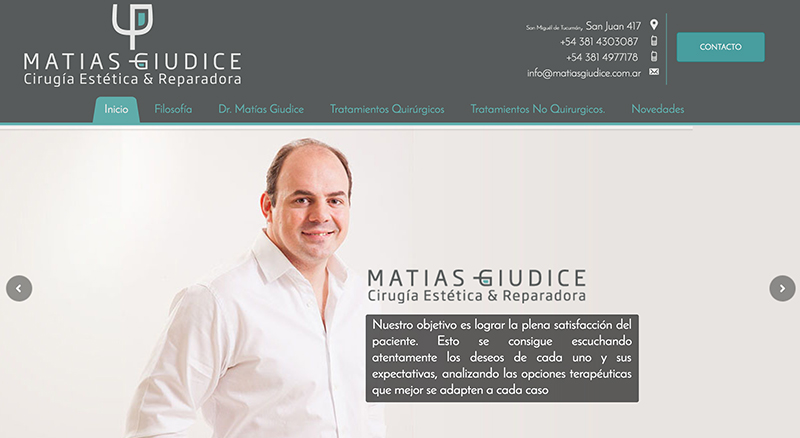 MATIAS GIUDICE
Cirugía Estética & Reparadora
San Miguel de Tucumán, San Juan 417
+54 381 4303087
+54 381 4977178
info@matiasgiudice.com.ar
CONTACTO
Inicio Filosofía Dr. Matías Giudice Tratamientos Quirúrgicos Tratamientos No Quirurgicos. Novedades
MATIAS GIUDICE
Cirugía Estética & Reparadora
Nuestro objetivo es lograr la plena satisfacción del
paciente. Esto se consigue escuchando
atentamente los deseos de cada uno y sus
expectativas, analizando las opciones terapéuticas
que mejor se adapten a cada caso